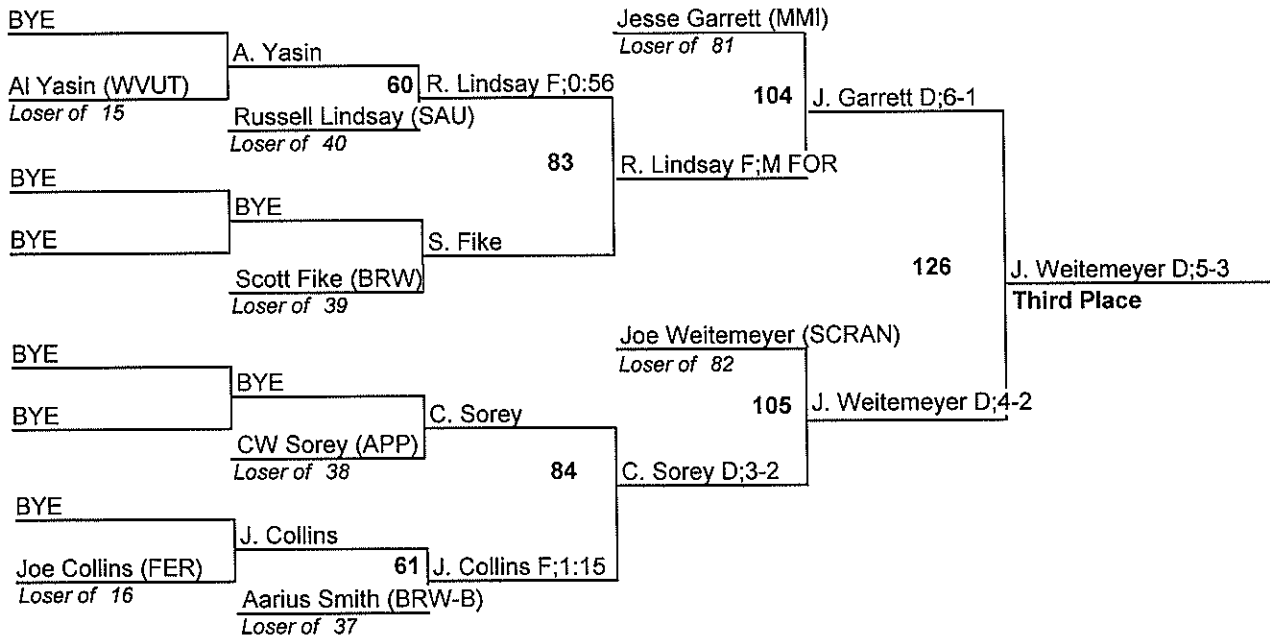 BYE
Jesse Garrett (MMI)
Loser of 81
A. Yasin
Al Yasin (WVUT)
Loser of 15
60
R. Lindsay F;0:56
Russell Lindsay (SAU)
Loser of 40
104
J. Garrett D;6-1
83
R. Lindsay F;M FOR
BYE
BYE
BYE
S. Fike
Scott Fike (BRW)
Loser of 39
126
J. Weitemeyer D;5-3
Third Place
Joe Weitemeyer (SCRAN)
Loser of 82
BYE
BYE
BYE
C. Sorey
105
J. Weitemeyer D;4-2
CW Sorey (APP)
Loser of 38
84
C. Sorey D;3-2
BYE
J. Collins
Joe Collins (FER)
Loser of 16
61
J. Collins F;1:15
Aarius Smith (BRW-B)
Loser of 37